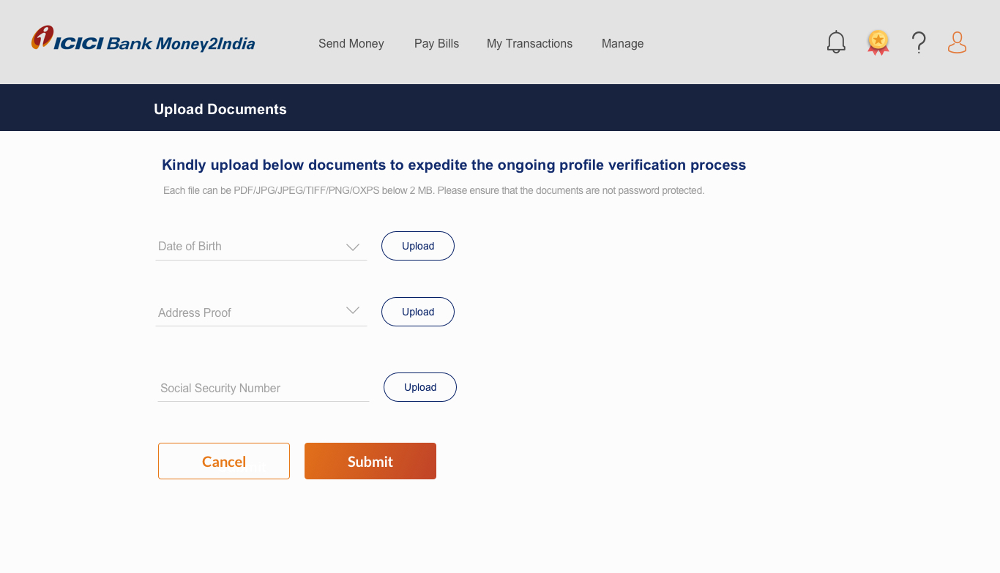 ICICI Bank Money2India
Send Money Pay Bills My Transactions Manage
Upload Documents
Kindly upload below documents to expedite the ongoing profile verification process
Each file can be PDF/JPG/JPEG/TIFF/PNG/OXPS below 2 MB. Please ensure that the documents are not password protected.
Date of Birth Upload
Address Proof Upload
Social Security Number Upload
Cancel Submit